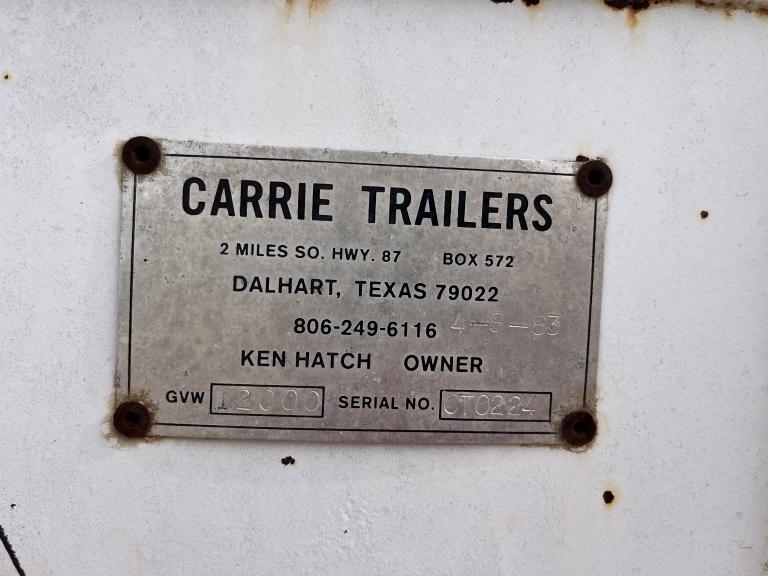 CARRIE TRAILERS
2 MILES SO. HWY. 87 BOX 572
DALHART, TEXAS 79022
806-249-6116 4-8-83
KEN HATCH OWNER
GVW 12000 SERIAL NO. CT0224